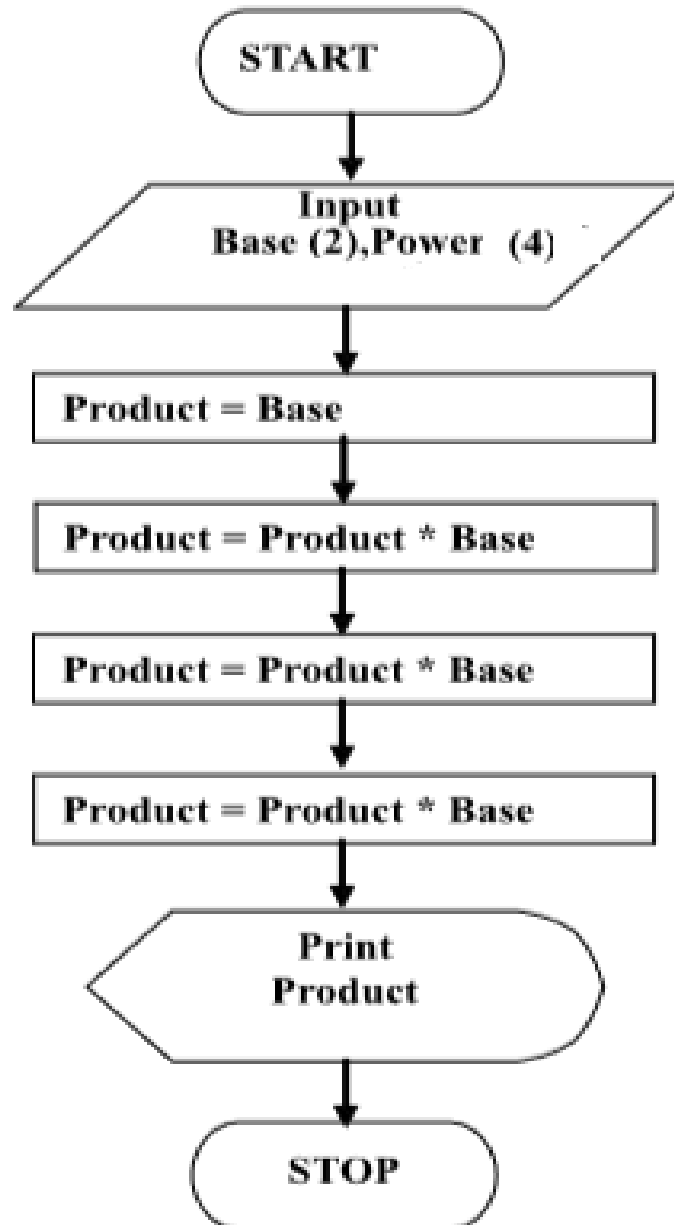 START
Input
Base (2),Power (4)
Product = Base
Product = Product * Base
Product = Product * Base
Product = Product * Base
Print
Product
STOP